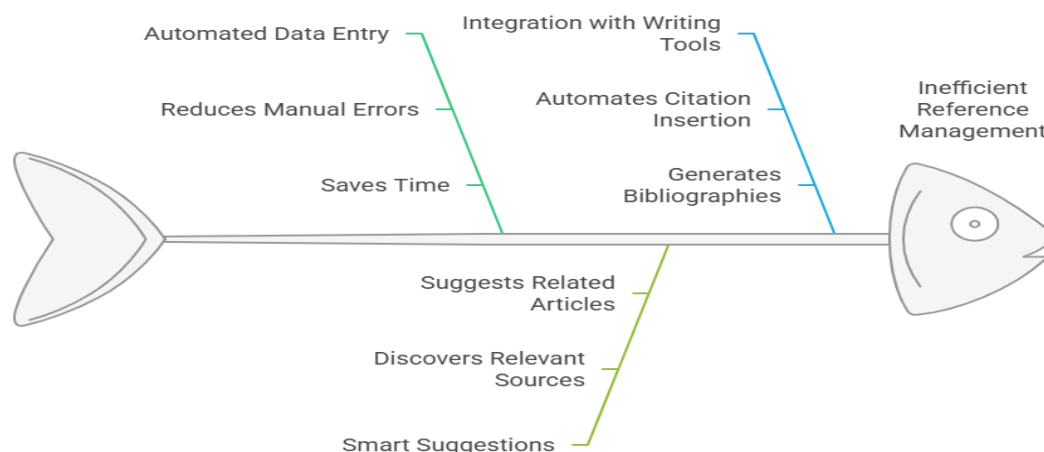 Automated Data Entry
Reduces Manual Errors
Saves Time
Integration with Writing
Tools
Automates Citation
Insertion
Generates
Bibliographies
Inefficient
Reference
Management
Suggests Related
Articles
Discovers Relevant
Sources
Smart Suggestions